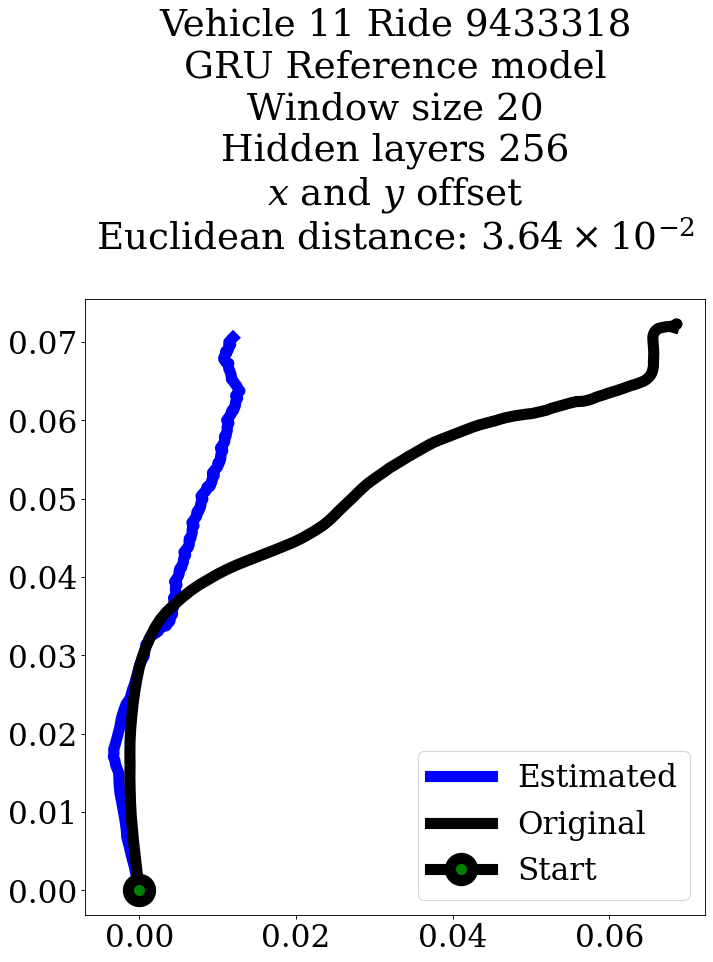 Vehicle 11 Ride 9433318
GRU Reference model
Window size 20
Hidden layers 256
x and y offset
Euclidean distance: 3.64 × 10⁻²
0.07
0.06
0.05
0.04
0.03
0.02
0.01
0.00
Estimated
Original
Start
0.00 0.02 0.04 0.06